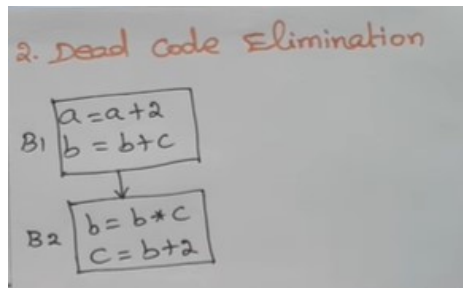 2. Dead Code Elimination
a = a+2
B1 b = b+c
b = b*c
B2
c = b+2